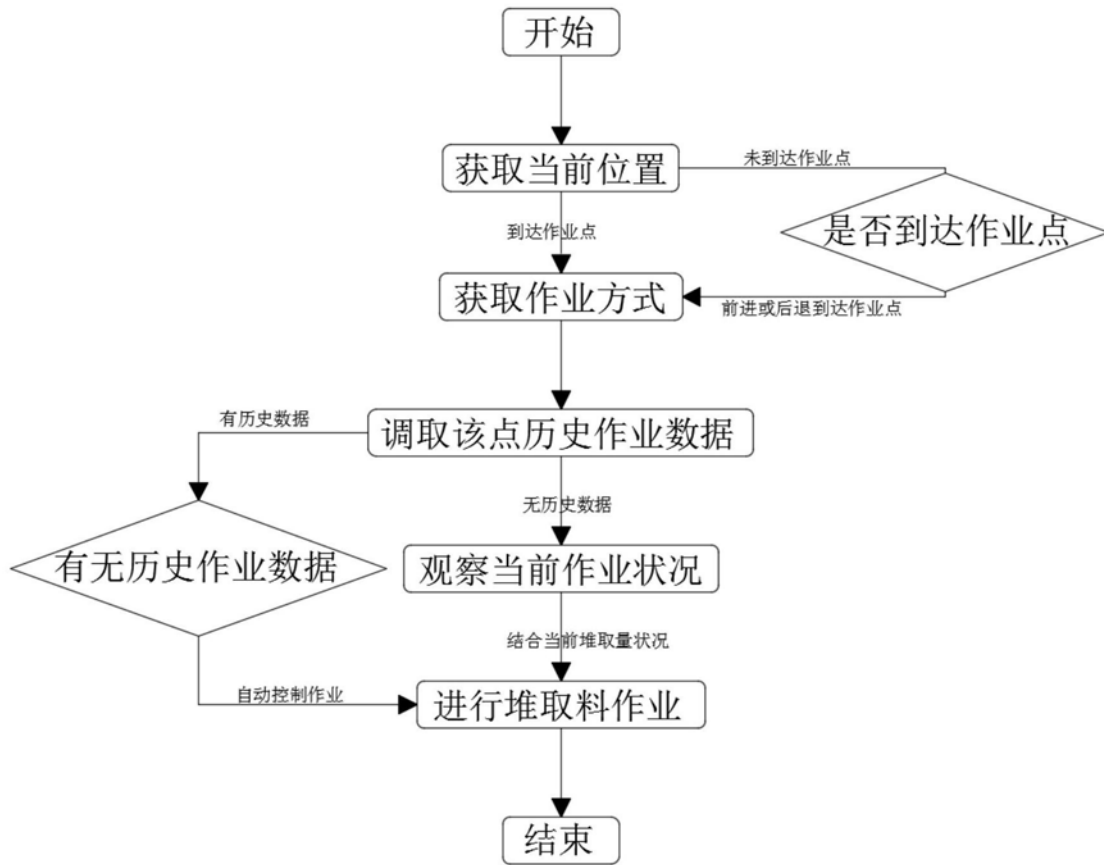 开始
获取当前位置
未到达作业点
是否到达作业点
到达作业点
获取作业方式
前进或后退到达作业点
有历史数据
调取该点历史作业数据
无历史数据
有无历史作业数据
观察当前作业状况
结合当前堆取量状况
自动控制作业
进行堆取料作业
结束